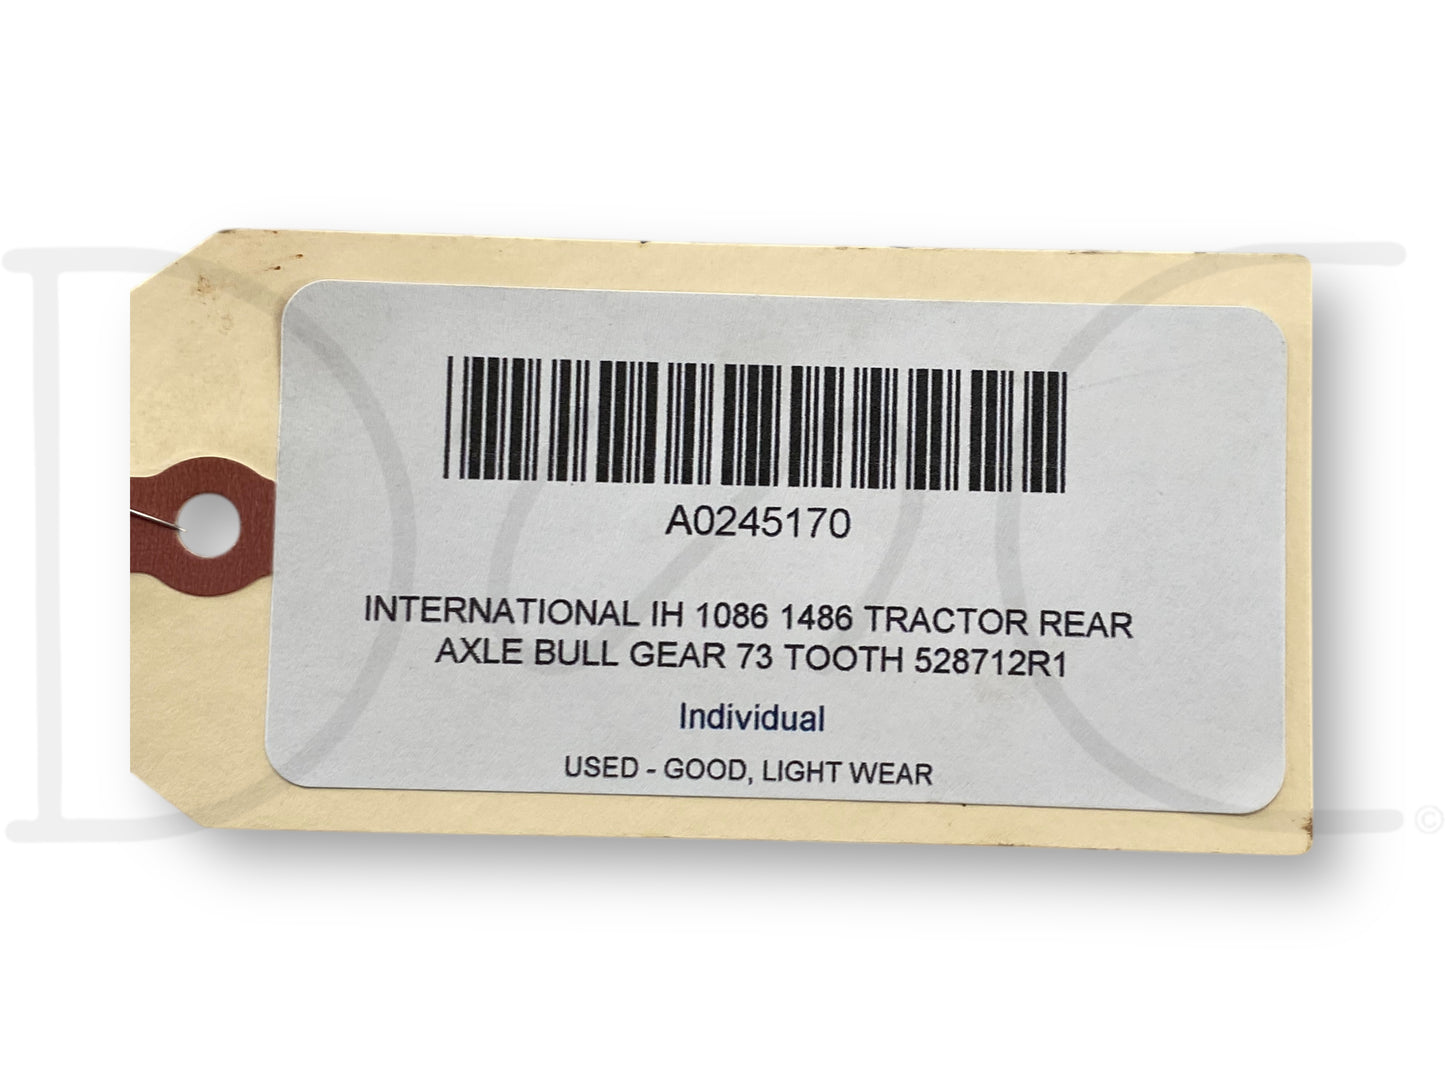 A0245170
INTERNATIONAL IH 1086 1486 TRACTOR REAR
AXLE BULL GEAR 73 TOOTH 528712R1
Individual
USED - GOOD, LIGHT WEAR
©